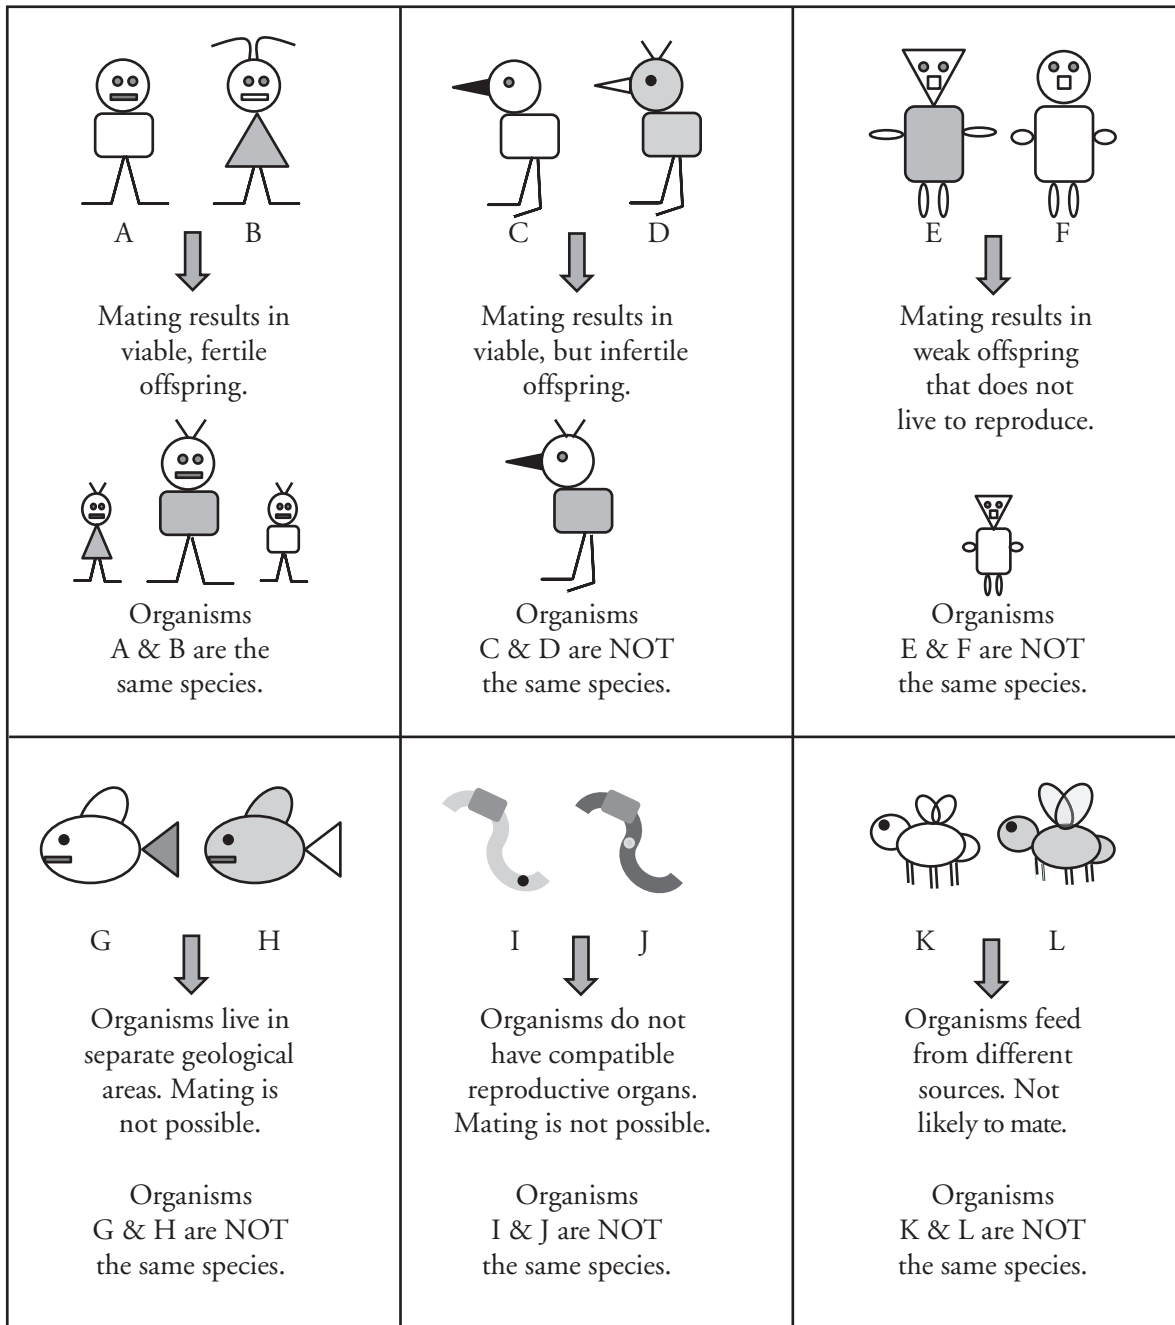 A B
Mating results in
viable, fertile
offspring.
Organisms
A & B are the
same species.
C D
Mating results in
viable, but infertile
offspring.
Organisms
C & D are NOT
the same species.
E F
Mating results in
weak offspring
that does not
live to reproduce.
Organisms
E & F are NOT
the same species.
G H
Organisms live in
separate geological
areas. Mating is
not possible.
Organisms
G & H are NOT
the same species.
I J
Organisms do not
have compatible
reproductive organs.
Mating is not possible.
Organisms
I & J are NOT
the same species.
K L
Organisms feed
from different
sources. Not
likely to mate.
Organisms
K & L are NOT
the same species.